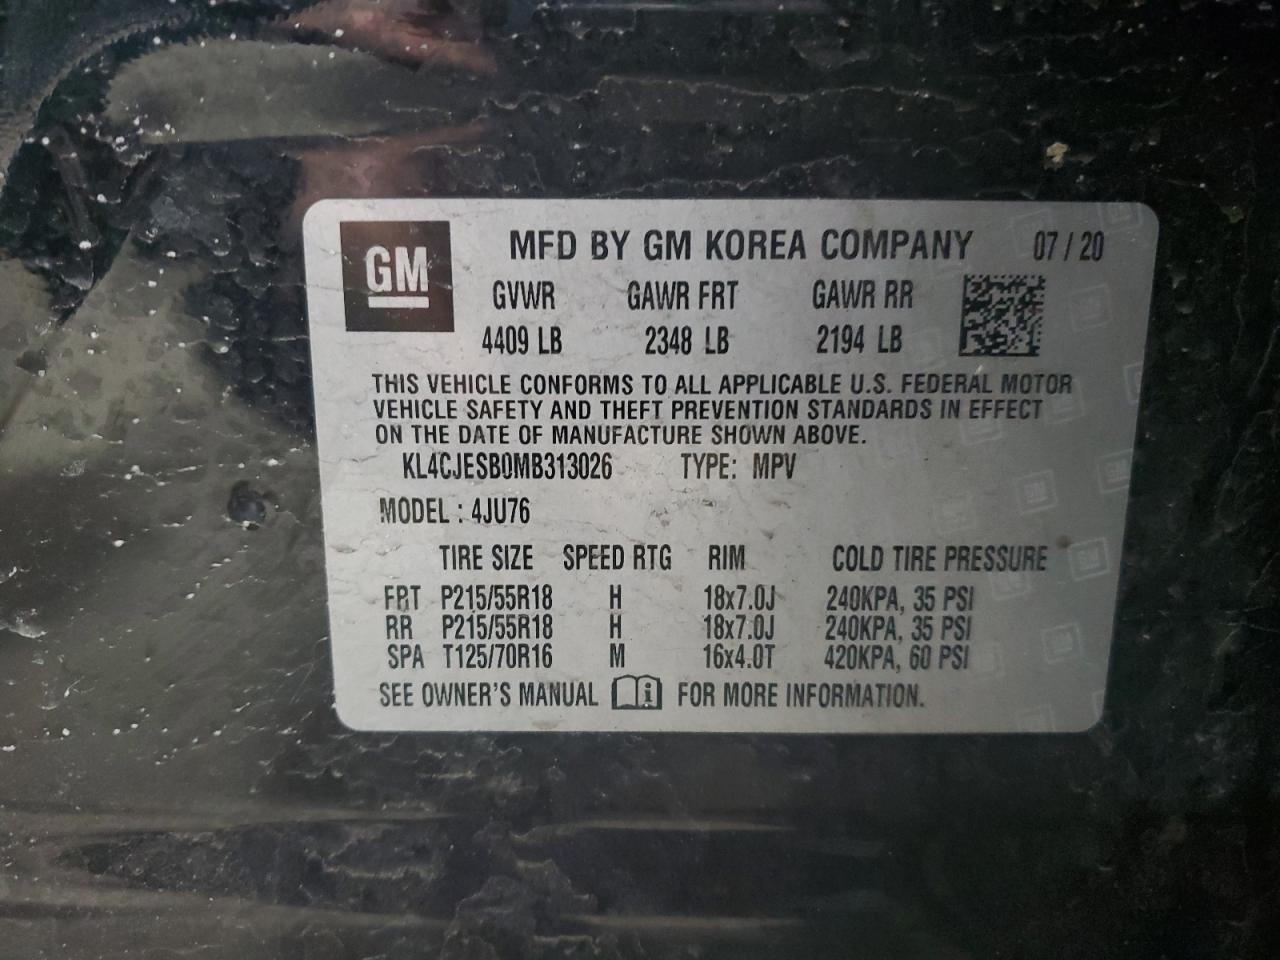 GM MFD BY GM KOREA COMPANY 07/20
GVWR GAWR FRT GAWR RR
4409 LB 2348 LB 2194 LB
THIS VEHICLE CONFORMS TO ALL APPLICABLE U.S. FEDERAL MOTOR
VEHICLE SAFETY AND THEFT PREVENTION STANDARDS IN EFFECT
ON THE DATE OF MANUFACTURE SHOWN ABOVE.
KL4CJESB0MB313026 TYPE: MPV
MODEL : 4JU76
TIRE SIZE SPEED RTG RIM COLD TIRE PRESSURE
FRT P215/55R18 H 18x7.0J 240KPA, 35 PSI
RR P215/55R18 H 18x7.0J 240KPA, 35 PSI
SPA T125/70R16 M 16x4.0T 420KPA, 60 PSI
SEE OWNER'S MANUAL i FOR MORE INFORMATION.